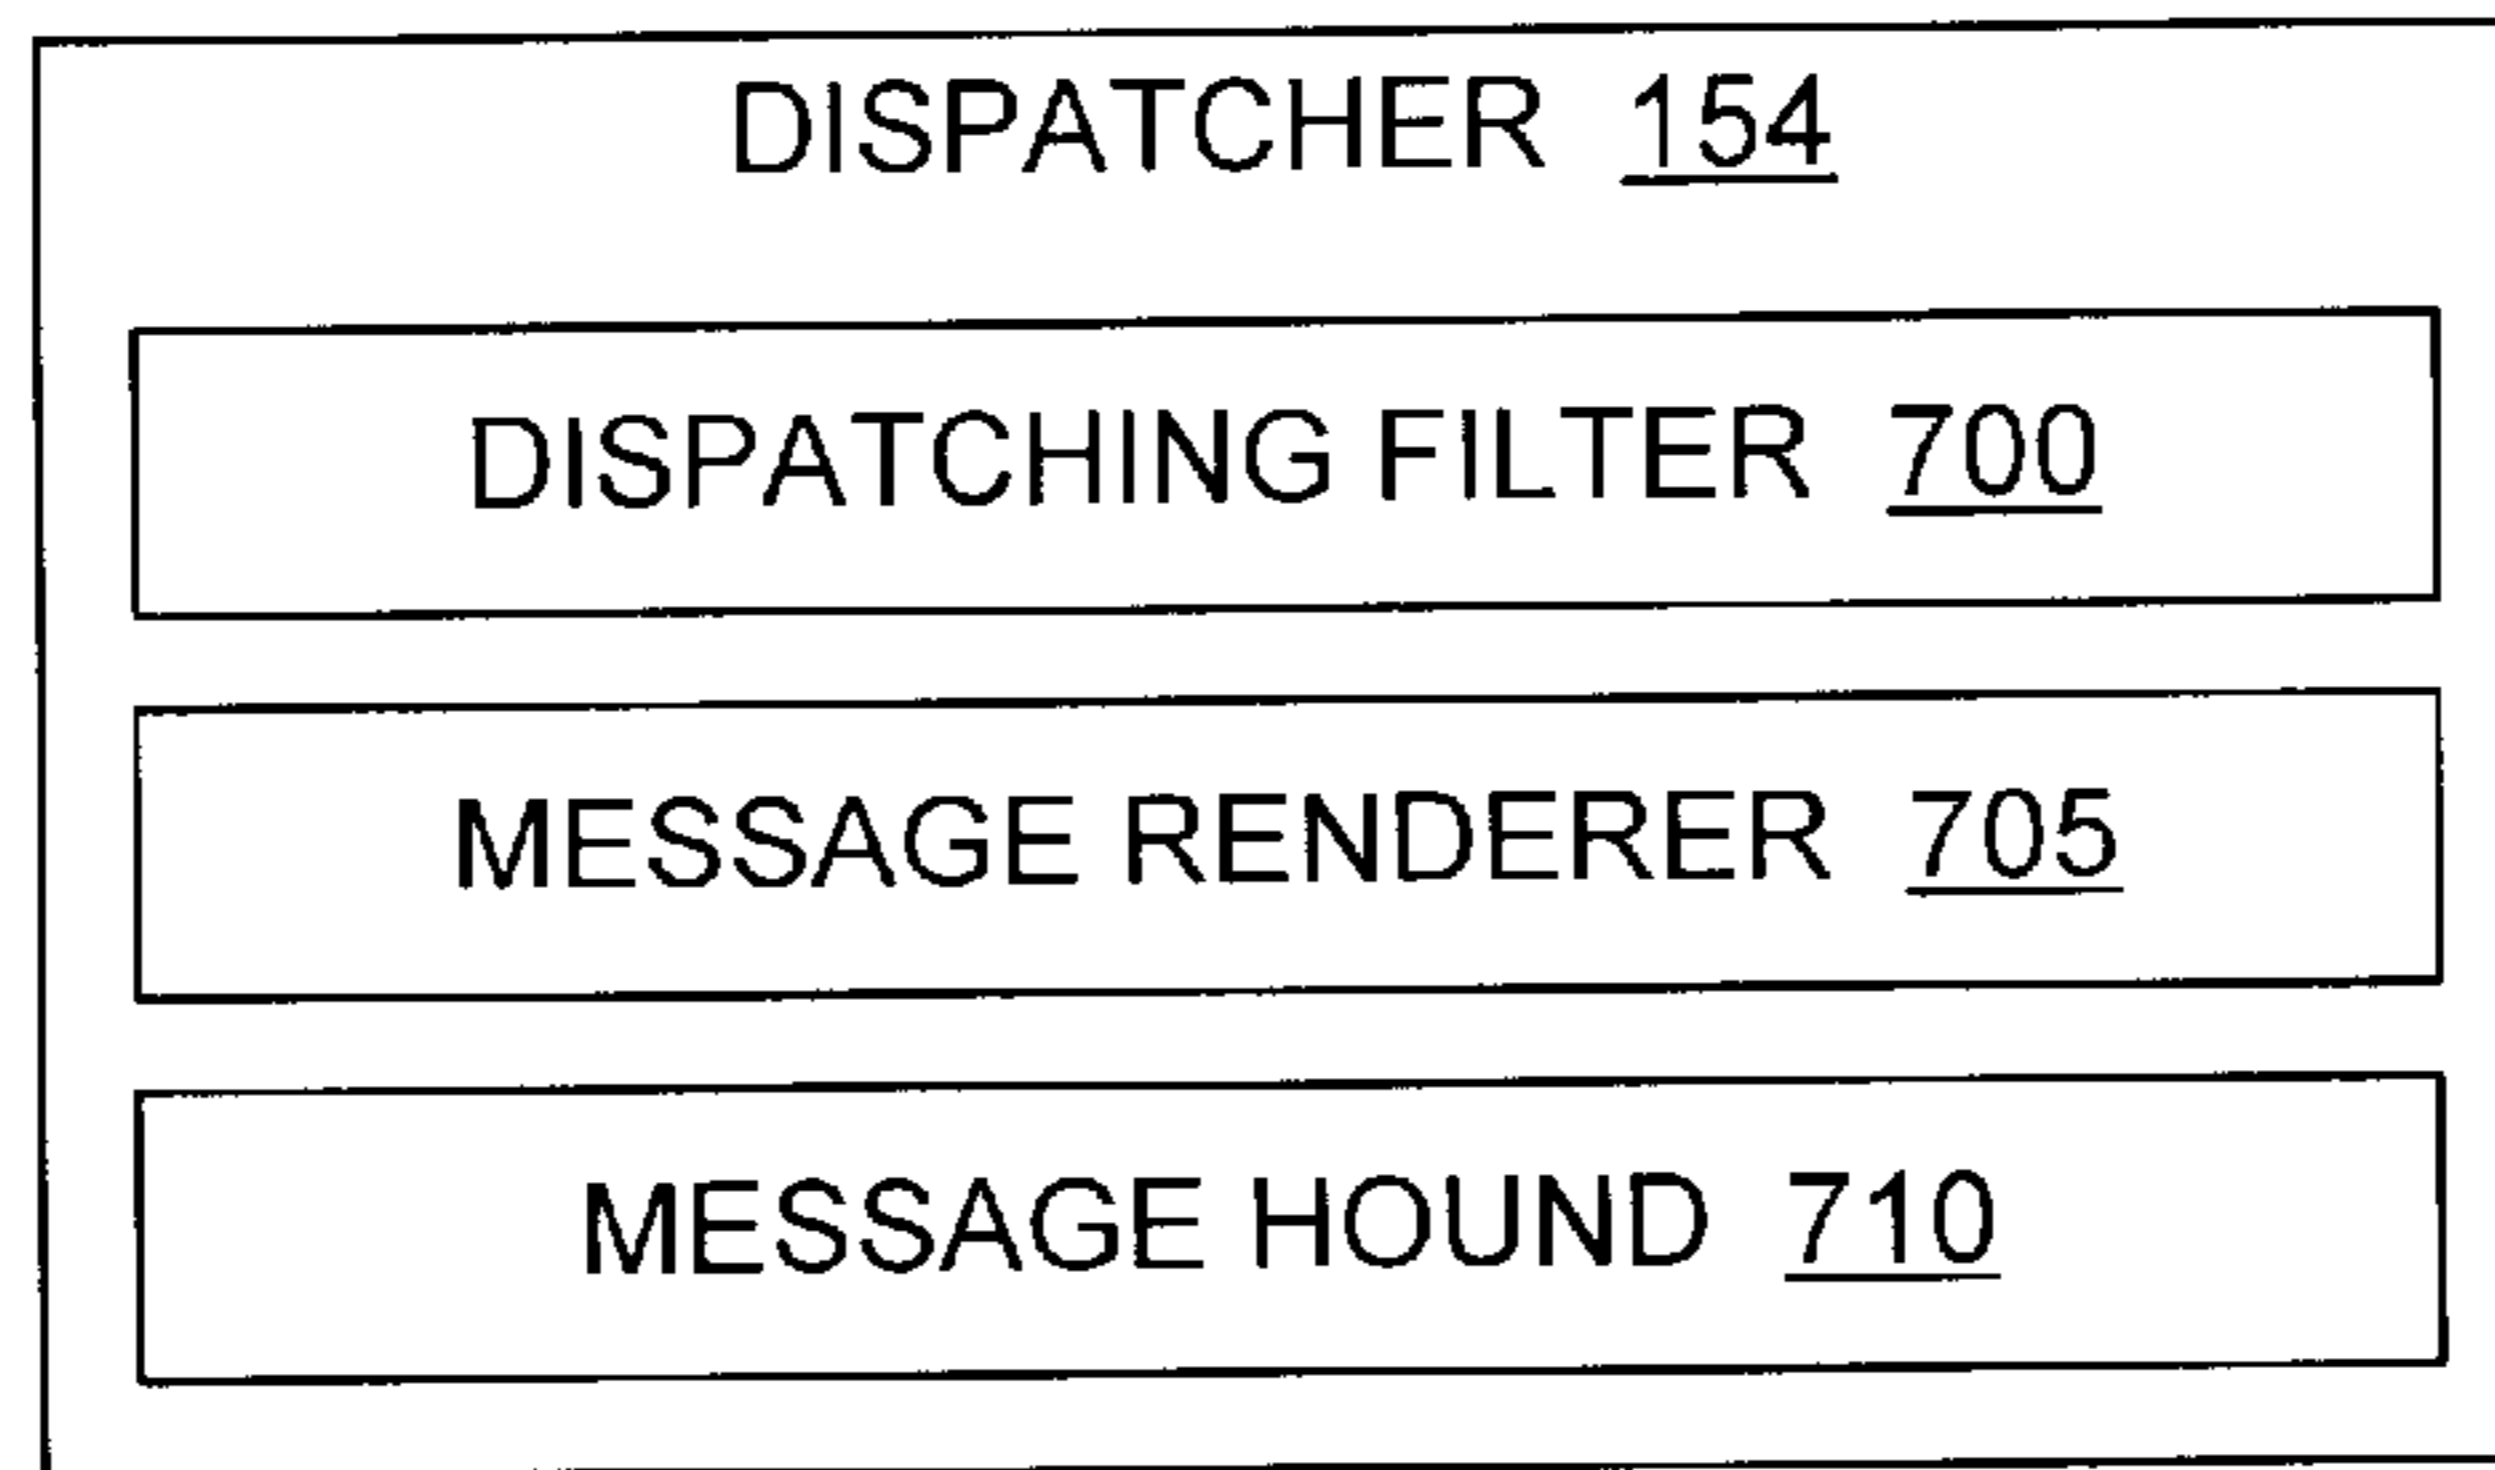 DISPATCHER 154
DISPATCHING FILTER 700
MESSAGE RENDERER 705
MESSAGE HOUND 710